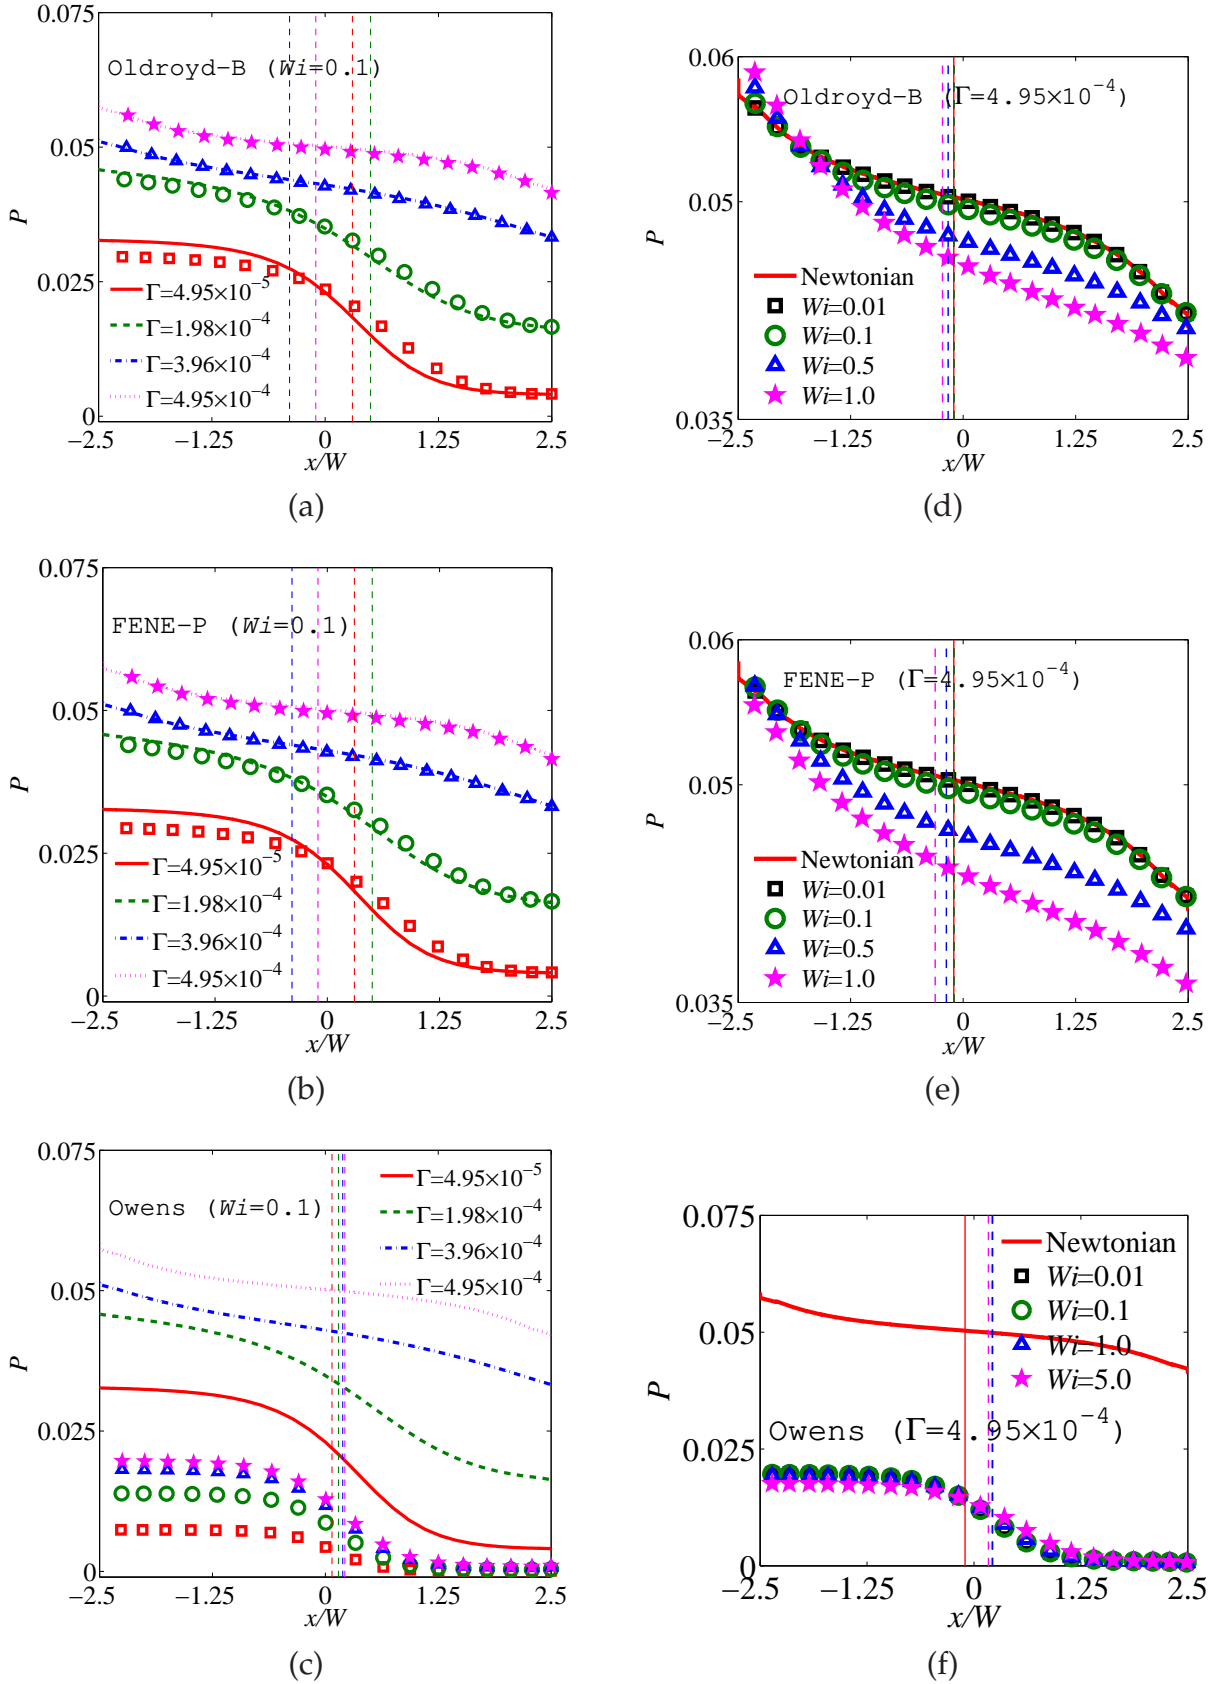 0.075
P
Oldroyd-B (Wi=0.1)
0.05
0.025
Γ=4.95×10⁻⁵
Γ=1.98×10⁻⁴
Γ=3.96×10⁻⁴
Γ=4.95×10⁻⁴
0
−2.5 −1.25 0 1.25 2.5
x/W
(a)
0.06
P
Oldroyd-B (Γ=4.95×10⁻⁴)
0.05
Newtonian
Wi=0.01
Wi=0.1
Wi=0.5
Wi=1.0
0.035
−2.5 −1.25 0 1.25 2.5
x/W
(d)
0.075
P
FENE-P (Wi=0.1)
0.05
0.025
Γ=4.95×10⁻⁵
Γ=1.98×10⁻⁴
Γ=3.96×10⁻⁴
Γ=4.95×10⁻⁴
0
−2.5 −1.25 0 1.25 2.5
x/W
(b)
0.06
P
FENE-P (Γ=4.95×10⁻⁴)
0.05
Newtonian
Wi=0.01
Wi=0.1
Wi=0.5
Wi=1.0
0.035
−2.5 −1.25 0 1.25 2.5
x/W
(e)
0.075
P
Γ=4.95×10⁻⁵
Owens (Wi=0.1)
Γ=1.98×10⁻⁴
Γ=3.96×10⁻⁴
Γ=4.95×10⁻⁴
0.05
0.025
0
−2.5 −1.25 0 1.25 2.5
x/W
(c)
0.075
P
Newtonian
Wi=0.01
Wi=0.1
Wi=1.0
Wi=5.0
0.05
Owens (Γ=4.95×10⁻⁴)
0.025
0
−2.5 −1.25 0 1.25 2.5
x/W
(f)